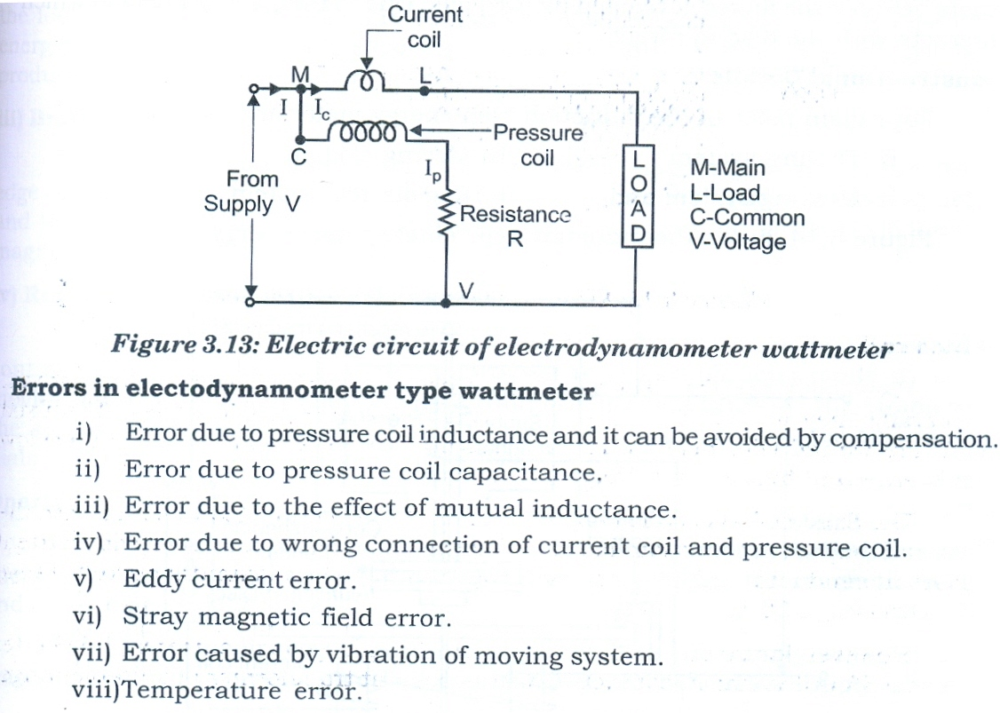 Current
coil
M
L
I
I_c
Pressure
coil
C
I_p
From
Supply V
Resistance
R
LOAD
M-Main
L-Load
C-Common
V-Voltage
V
Figure 3.13: Electric circuit of electrodynamometer wattmeter
Errors in electodynamometer type wattmeter
i) Error due to pressure coil inductance and it can be avoided by compensation.
ii) Error due to pressure coil capacitance.
iii) Error due to the effect of mutual inductance.
iv) Error due to wrong connection of current coil and pressure coil.
v) Eddy current error.
vi) Stray magnetic field error.
vii) Error caused by vibration of moving system.
viii)Temperature error.